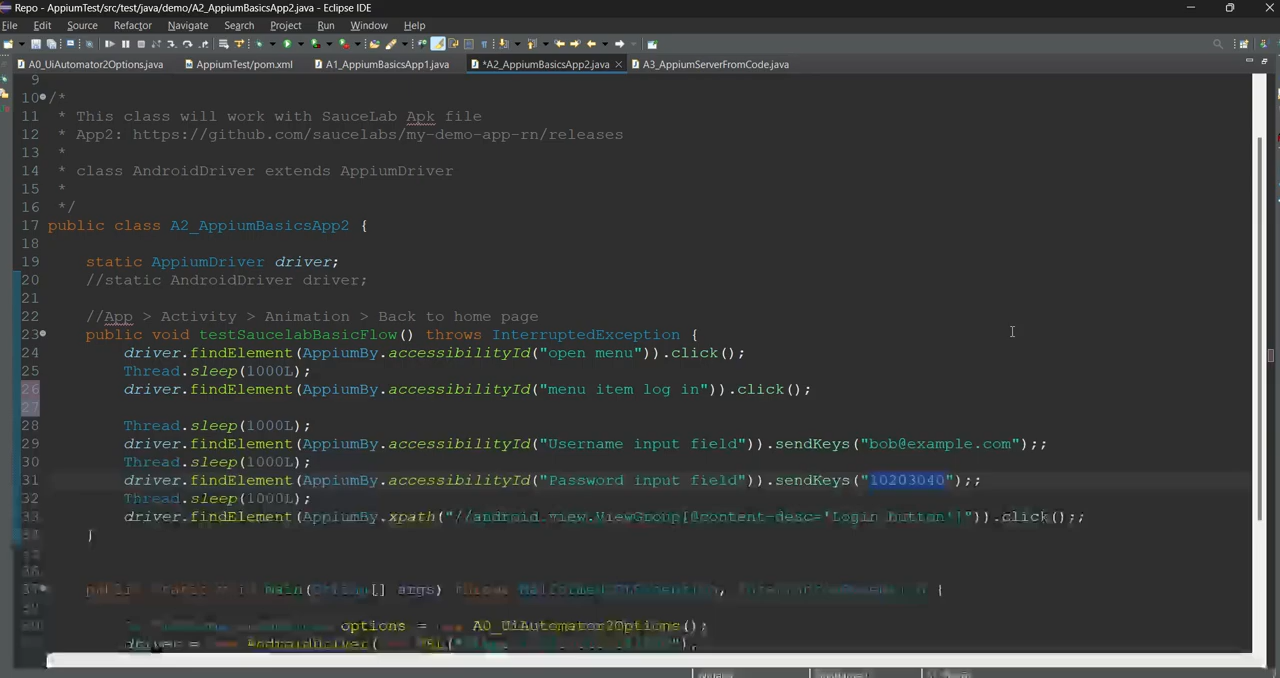 Repo - AppiumTest/src/test/java/demo/A2_AppiumBasicsApp2.java - Eclipse IDE
File Edit Source Refactor Navigate Search Project Run Window Help
A0_UiAutomator2Options.java AppiumTest/pom.xml A1_AppiumBasicsApp1.java *A2_AppiumBasicsApp2.java A3_AppiumServerFromCode.java
9
10 /*
11 * This class will work with SauceLab Apk file
12 * App2: https://github.com/saucelabs/my-demo-app-rn/releases
13 *
14 * class AndroidDriver extends AppiumDriver
15 *
16 */
17 public class A2_AppiumBasicsApp2 {
18
19 static AppiumDriver driver;
20 //static AndroidDriver driver;
21
22 //App > Activity > Animation > Back to home page
23 public void testSaucelabBasicFlow() throws InterruptedException {
24 driver.findElement(AppiumBy.accessibilityId("open menu")).click();
25 Thread.sleep(1000L);
26 driver.findElement(AppiumBy.accessibilityId("menu item log in")).click();
27
28 Thread.sleep(1000L);
29 driver.findElement(AppiumBy.accessibilityId("Username input field")).sendKeys("bob@example.com");;
30 Thread.sleep(1000L);
31 driver.findElement(AppiumBy.accessibilityId("Password input field")).sendKeys("10203040");;
32 Thread.sleep(1000L);
33 driver.findElement(AppiumBy.xpath("//android.view.ViewGroup[@content-desc='Login button']")).click();;
}
main(String[] args) {
options = A0_UiAutomator2Options();